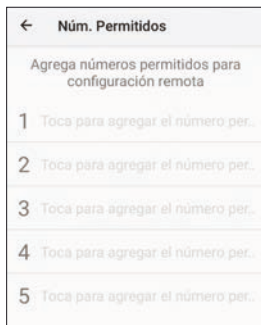 ← Núm. Permitidos
Agrega números permitidos para
configuración remota
1 Toca para agregar el número per...
2 Toca para agregar el número per...
3 Toca para agregar el número per...
4 Toca para agregar el número per...
5 Toca para agregar el número per...